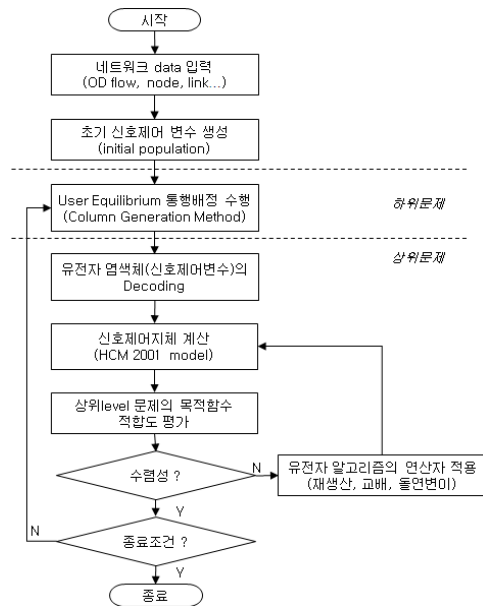 시작
네트워크 data 입력
(OD flow, node, link...)
초기 신호제어 변수 생성
(initial population)
User Equilibrium 통행배정 수행
(Column Generation Method)
하위문제
상위문제
유전자 염색체(신호제어변수)의
Decoding
신호제어지체 계산
(HCM 2001 model)
상위level 문제의 목적함수
적합도 평가
수렴성 ?
N
유전자 알고리즘의 연산자 적용
(재생산, 교배, 돌연변이)
Y
N
종료조건 ?
Y
종료